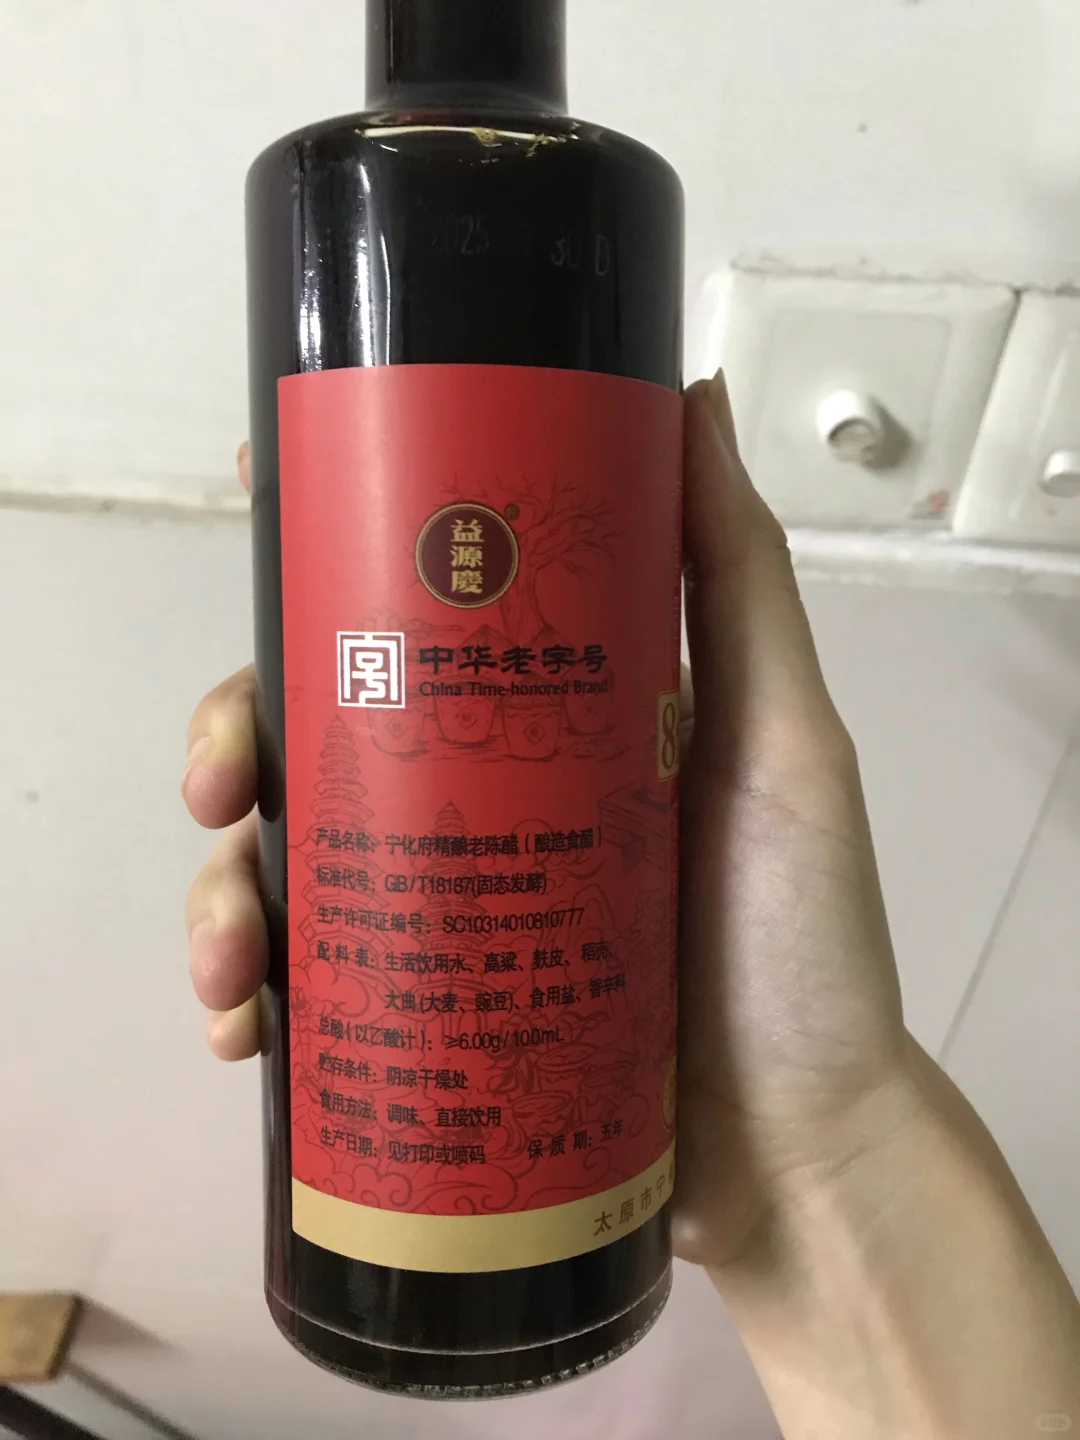 2025 7 30 D
益源慶
中华老字号
China Time-honored Brand
8
产品名称：宁化府精酿老陈醋（酿造食醋）
标准代号：GB/T18187(固态发酵)
生产许可证编号：SC10314010810777
配料表：生活饮用水、高粱、麸皮、稻壳、
大曲(大麦、豌豆)、食用盐、香辛料
总酸(以乙酸计)：≥6.00g/100mL
贮存条件：阴凉干燥处
食用方法：调味、直接饮用
生产日期：见打印或喷码 保质期：五年
太原市宁